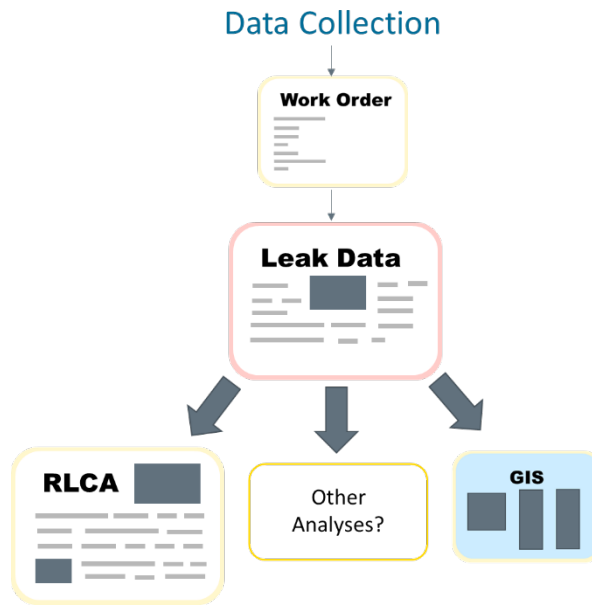 Data Collection
Work Order
Leak Data
RLCA
Other
Analyses?
GIS